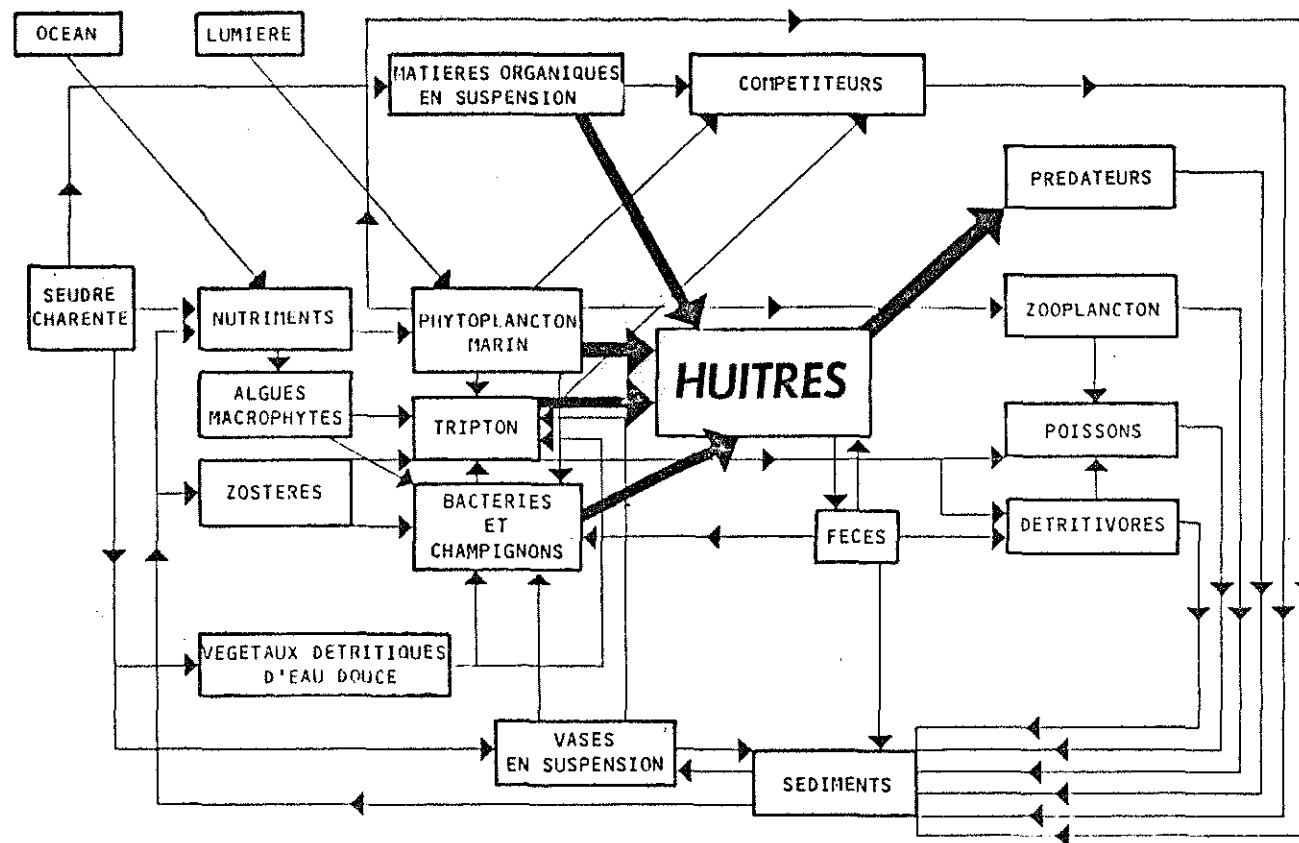 OCEAN
LUMIERE
MATIERES ORGANIQUES
EN SUSPENSION
COMPETITEURS
PREDATEURS
SEUDRE
CHARENTE
NUTRIMENTS
PHYTOPLANCTON
MARIN
ZOOPLANCTON
HUITRES
ALGUES
MACROPHYTES
TRIPTON
POISSONS
ZOSTERES
BACTERIES
ET
CHAMPIGNONS
FECES
DETRITIVORES
VEGETAUX DETRITIQUES
D'EAU DOUCE
VASES
EN SUSPENSION
SEDIMENTS